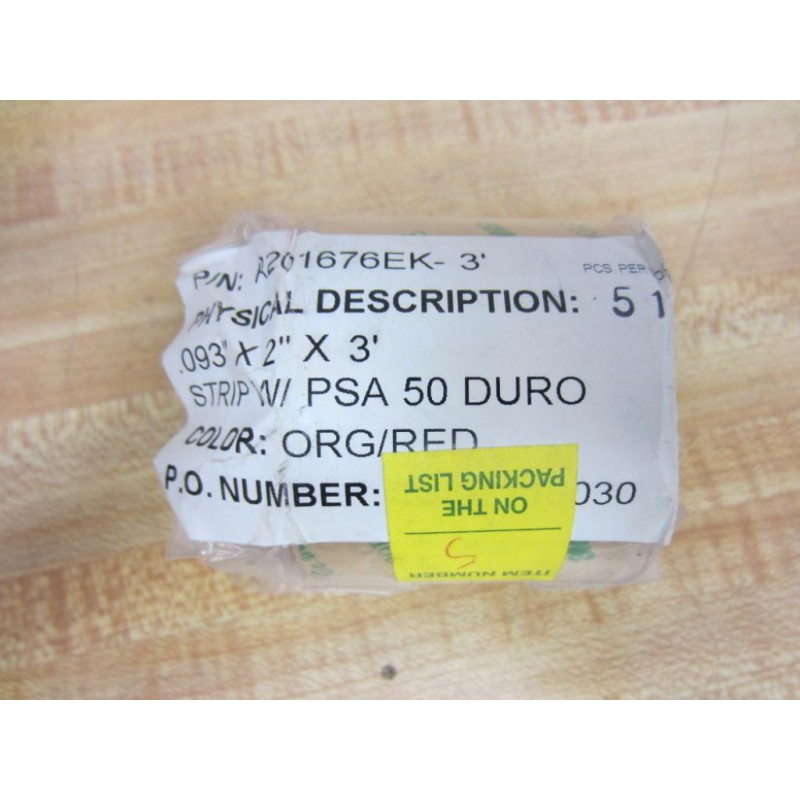 P/N: A201676EK- 3'
PCS. PER
PHYSICAL DESCRIPTION: 5 1
.093" X 2" X 3'
STRIP W/ PSA 50 DURO
COLOR: ORG/RED
P.O. NUMBER: 030
ITEM NUMBER
5
ON THE
PACKING LIST